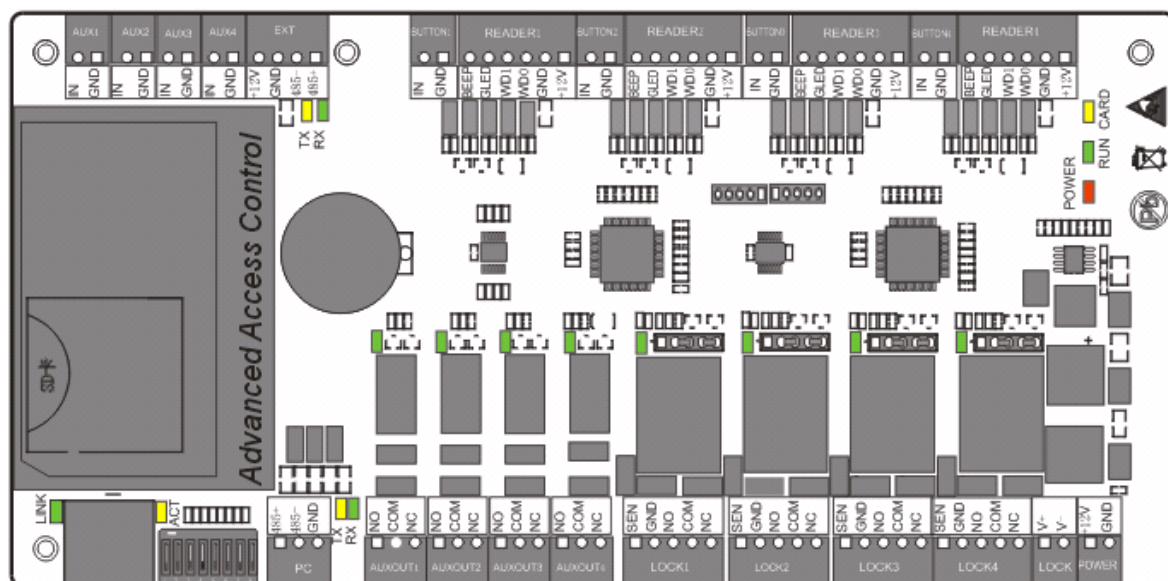 AUX1 AUX2 AUX3 AUX4 EXT BUTTON1 READER1 BUTTON2 READER2 BUTTON3 READER3 BUTTON4 READER4
IN GND IN GND IN GND IN GND +12V GND 485- 485+ IN GND BEEP GLED WD1 WD0 GND +12V IN GND BEEP GLED WD1 WD0 GND +12V IN GND BEEP GLED WD1 WD0 GND +12V IN GND BEEP GLED WD1 WD0 GND +12V
TX
RX
CARD
RUN
POWER
Pb
Advanced Access Control
SD卡
+
LINK
ACT
485+ 485- GND
TX
RX
NO COM NC NO COM NC NO COM NC NO COM NC SEN GND NO COM NC SEN GND NO COM NC SEN GND NO COM NC SEN GND NO COM NC V+ V- +12V GND
PC AUXOUT1 AUXOUT2 AUXOUT3 AUXOUT4 LOCK1 LOCK2 LOCK3 LOCK4 LOCK POWER